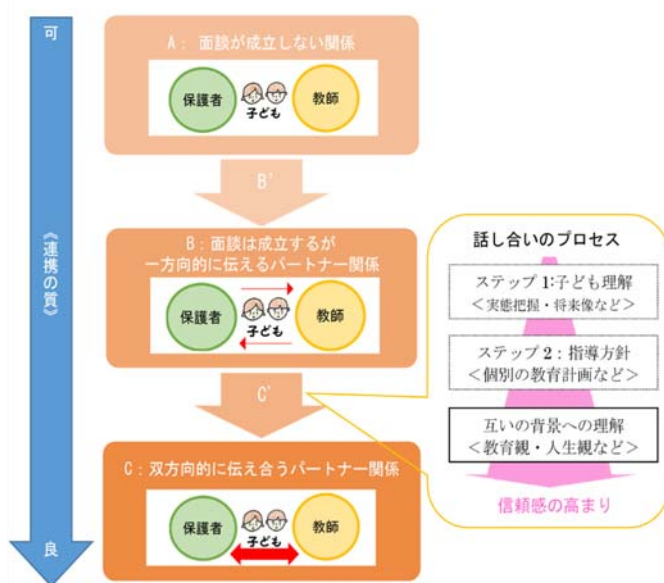 可
《連携の質》
良
A： 面談が成立しない関係
保護者
子ども
教師
B’
B：面談は成立するが
一方向的に伝えるパートナー関係
保護者
子ども
教師
C’
C：双方向的に伝え合うパートナー関係
保護者
子ども
教師
話し合いのプロセス
ステップ 1:子ども理解
＜実態把握・将来像など＞
ステップ 2：指導方針
＜個別の教育計画など＞
互いの背景への理解
＜教育観・人生観など＞
信頼感の高まり